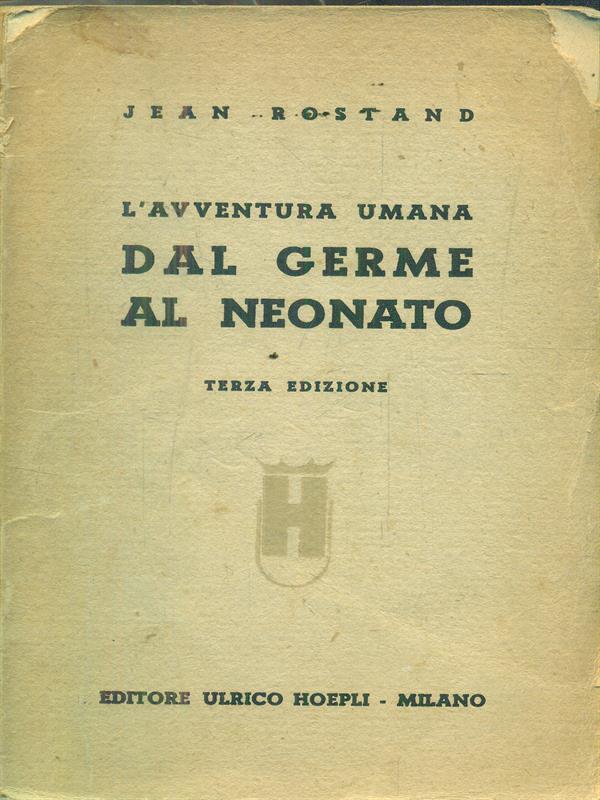 JEAN ROSTAND
L'AVVENTURA UMANA
DAL GERME
AL NEONATO
TERZA EDIZIONE
H
EDITORE ULRICO HOEPLI - MILANO